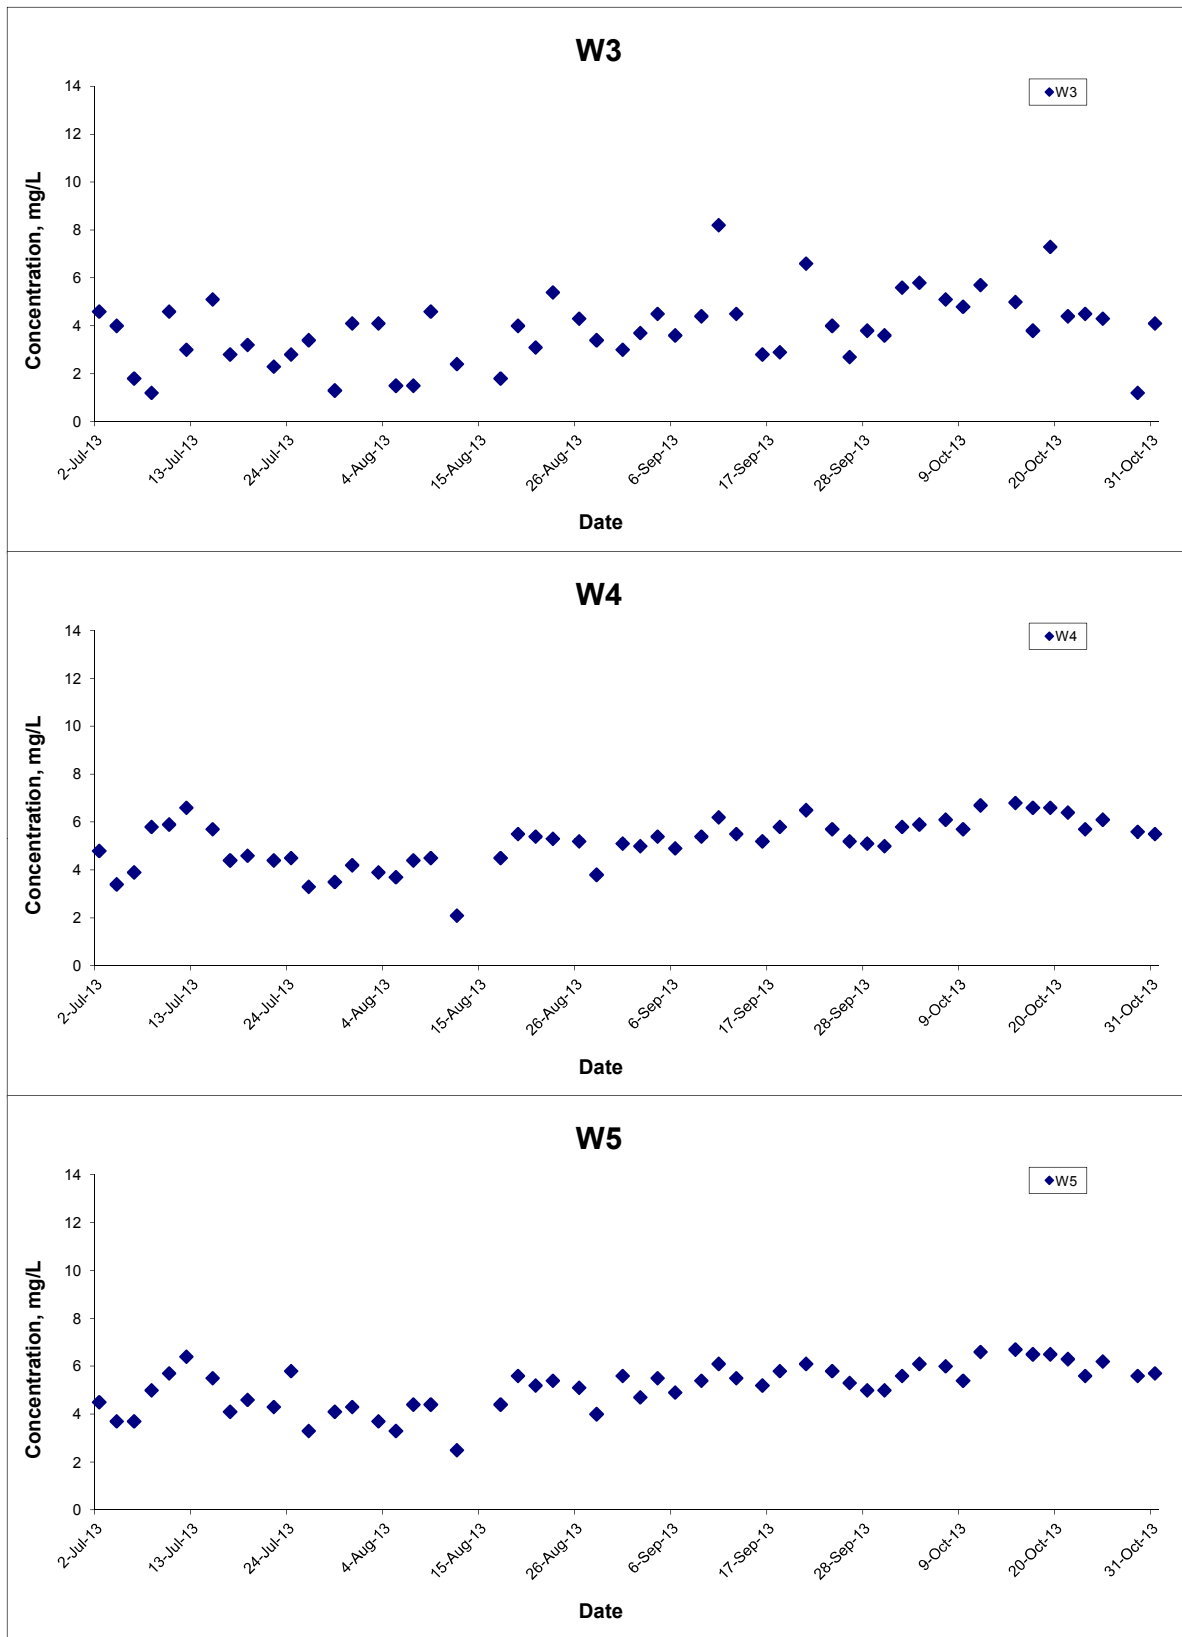 W3
W3
14
12
10
8
6
4
2
0
Concentration, mg/L
2-Jul-13
13-Jul-13
24-Jul-13
4-Aug-13
15-Aug-13
26-Aug-13
6-Sep-13
17-Sep-13
28-Sep-13
9-Oct-13
20-Oct-13
31-Oct-13
Date
W4
W4
14
12
10
8
6
4
2
0
Concentration, mg/L
2-Jul-13
13-Jul-13
24-Jul-13
4-Aug-13
15-Aug-13
26-Aug-13
6-Sep-13
17-Sep-13
28-Sep-13
9-Oct-13
20-Oct-13
31-Oct-13
Date
W5
W5
14
12
10
8
6
4
2
0
Concentration, mg/L
2-Jul-13
13-Jul-13
24-Jul-13
4-Aug-13
15-Aug-13
26-Aug-13
6-Sep-13
17-Sep-13
28-Sep-13
9-Oct-13
20-Oct-13
31-Oct-13
Date